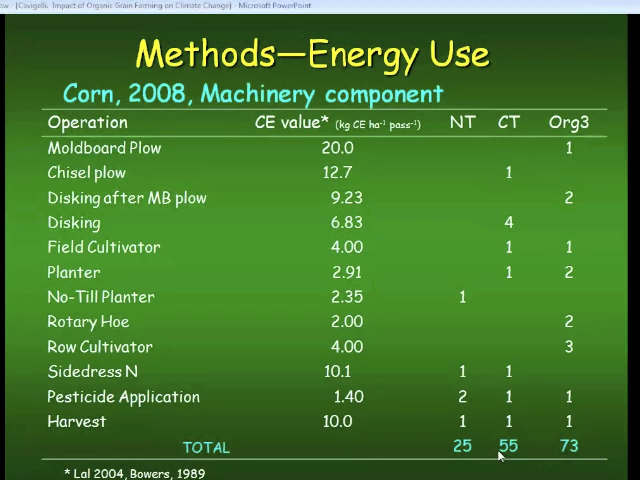 ow - [Cavigelli, Impact of Organic Grain Farming on Climate Change] - Microsoft PowerPoint
Methods—Energy Use
Corn, 2008, Machinery component
Operation CE value* (kg CE ha-1 pass-1) NT CT Org3
Moldboard Plow 20.0 1
Chisel plow 12.7 1
Disking after MB plow 9.23 2
Disking 6.83 4
Field Cultivator 4.00 1 1
Planter 2.91 1 2
No-Till Planter 2.35 1
Rotary Hoe 2.00 2
Row Cultivator 4.00 3
Sidedress N 10.1 1 1
Pesticide Application 1.40 2 1 1
Harvest 10.0 1 1 1
TOTAL 25 55 73
* Lal 2004, Bowers, 1989